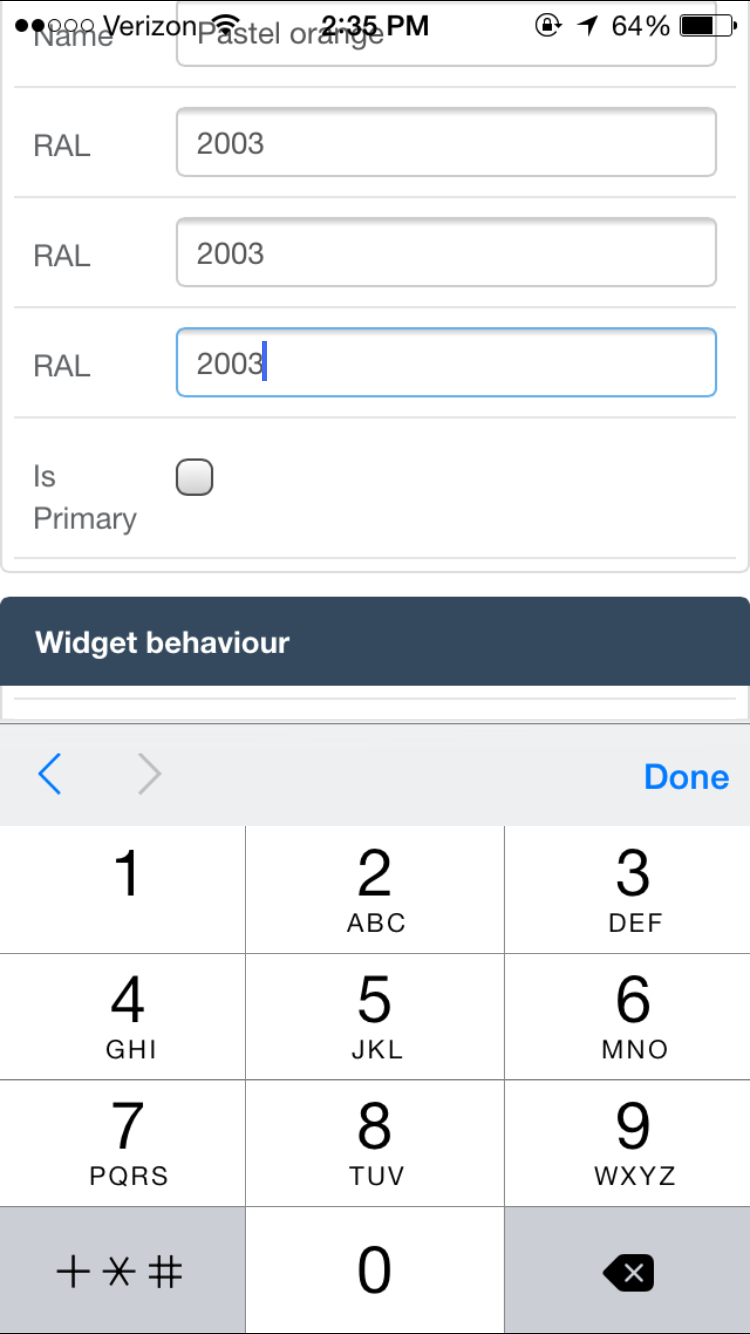 Verizon 2:35 PM 64%
Name Pastel orange
RAL 2003
RAL 2003
RAL 2003
Is
Primary
Widget behaviour
Done
1 2 3
ABC DEF
4 5 6
GHI JKL MNO
7 8 9
PQRS TUV WXYZ
+*# 0